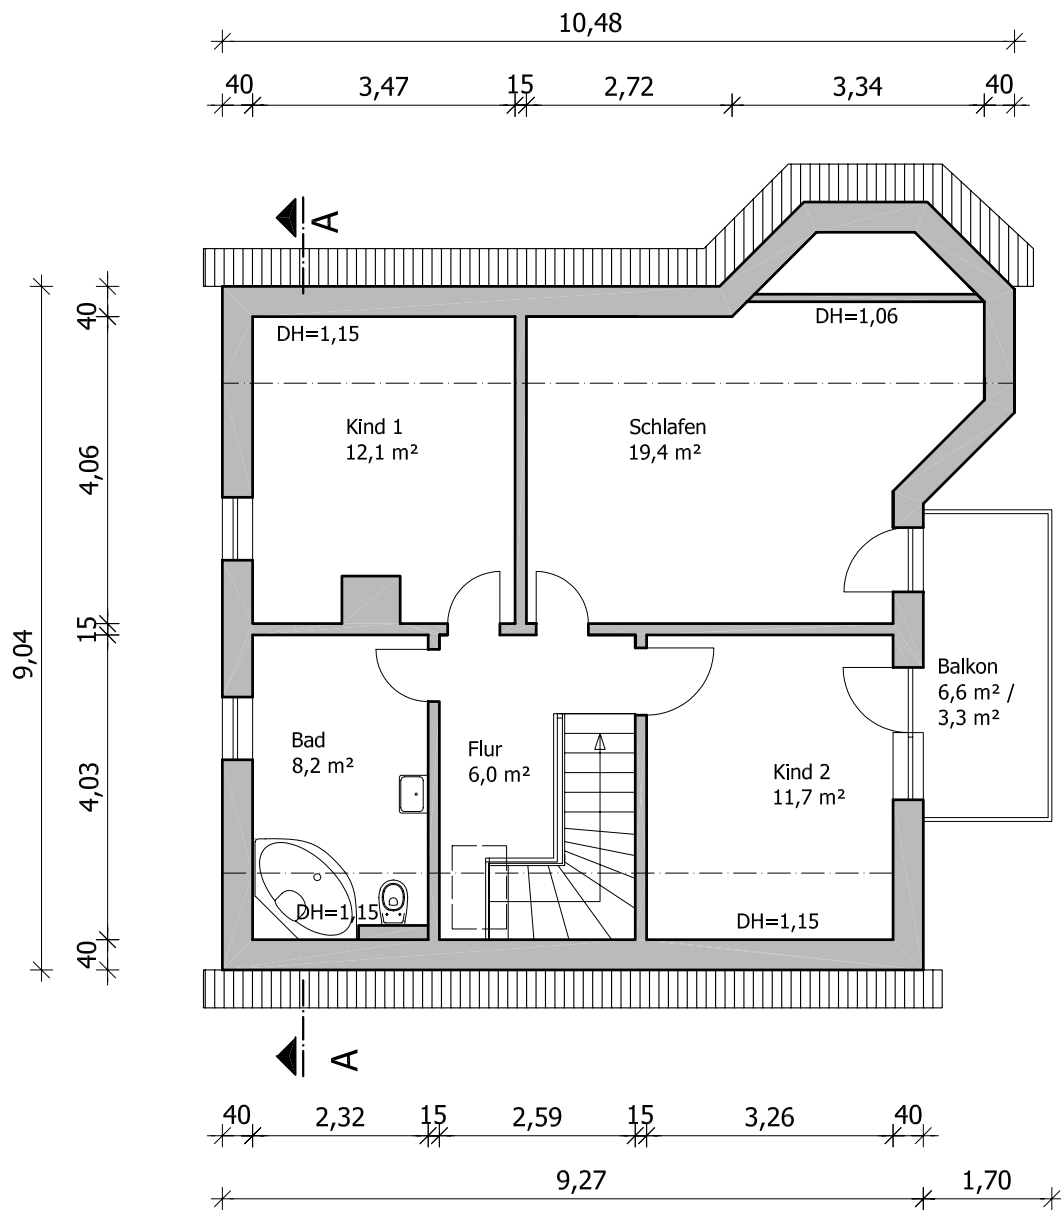 10,48
40 3,47 15 2,72 3,34 40
A
DH=1,15
DH=1,06
40
4,06
15
4,03
40
9,04
Kind 1
12,1 m²
Schlafen
19,4 m²
Balkon
6,6 m² /
3,3 m²
Bad
8,2 m²
Flur
6,0 m²
Kind 2
11,7 m²
DH=1,15
DH=1,15
A
40 2,32 15 2,59 15 3,26 40
9,27 1,70